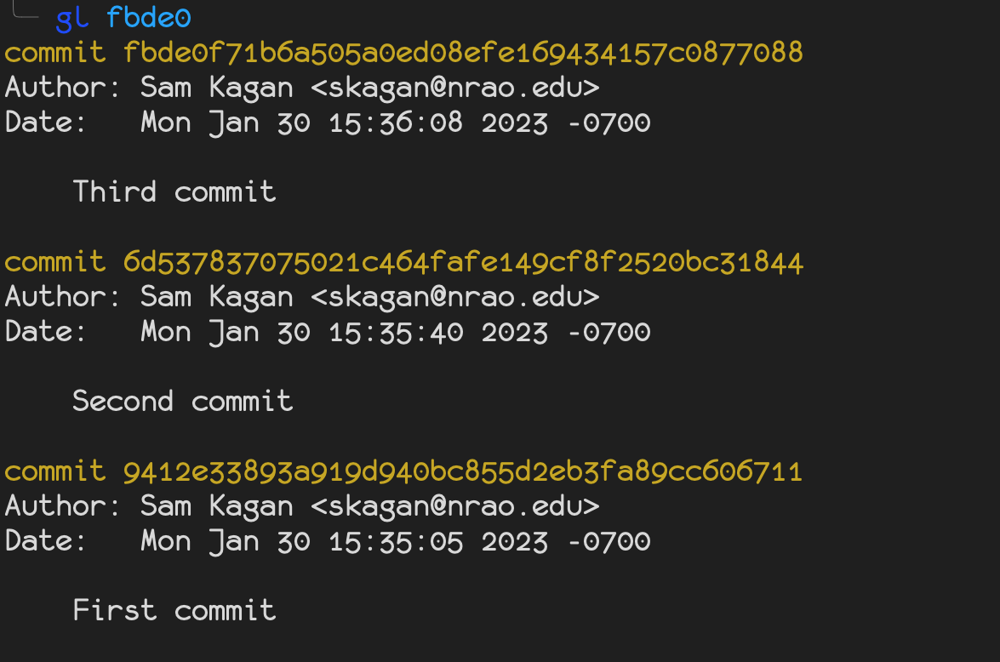 gl fbde0
commit fbde0f71b6a505a0ed08efe169434157c0877088
Author: Sam Kagan <skagan@nrao.edu>
Date:   Mon Jan 30 15:36:08 2023 -0700
Third commit
commit 6d537837075021c464fafe149cf8f2520bc31844
Author: Sam Kagan <skagan@nrao.edu>
Date:   Mon Jan 30 15:35:40 2023 -0700
Second commit
commit 9412e33893a919d940bc855d2eb3fa89cc606711
Author: Sam Kagan <skagan@nrao.edu>
Date:   Mon Jan 30 15:35:05 2023 -0700
First commit